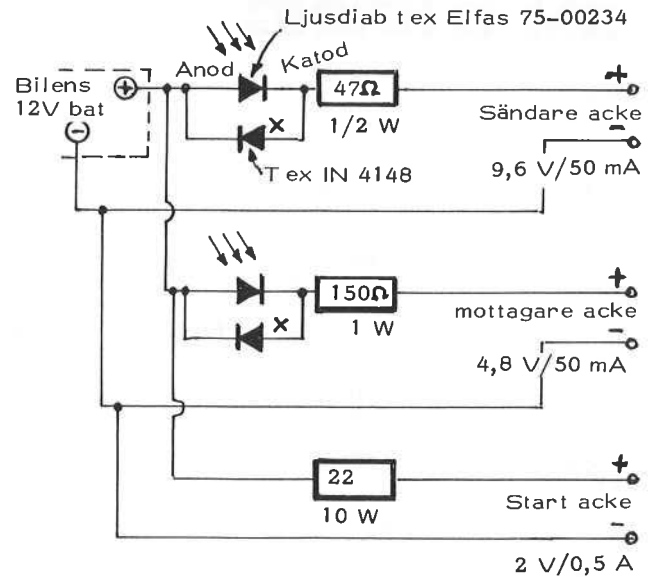 Ljusdiab tex Elfas 75-00234
Anod
Katod
Bilens
12V bat
+
−
47Ω
1/2 W
+
Sändare acke
−
9,6 V/50 mA
x
Tex IN 4148
150Ω
1 W
x
+
mottagare acke
−
4,8 V/50 mA
22
10 W
+
Start acke
−
2 V/0,5 A